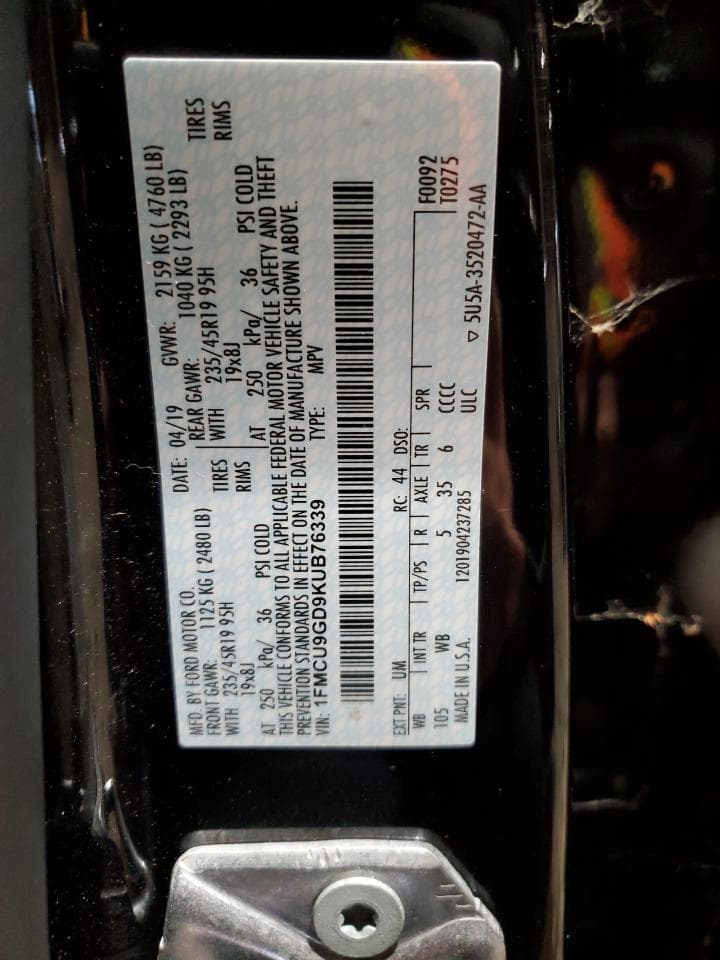 MFD. BY FORD MOTOR CO.
DATE: 04/19 GVWR: 2159 KG ( 4760 LB)
FRONT GAWR: 1125 KG ( 2480 LB) REAR GAWR: 1040 KG ( 2293 LB)
WITH 235/45R19 95H TIRES WITH 235/45R19 95H TIRES
19x8J RIMS 19x8J RIMS
AT 250 kPa/ 36 PSI COLD AT 250 kPa/ 36 PSI COLD
THIS VEHICLE CONFORMS TO ALL APPLICABLE FEDERAL MOTOR VEHICLE SAFETY AND THEFT
PREVENTION STANDARDS IN EFFECT ON THE DATE OF MANUFACTURE SHOWN ABOVE.
VIN: 1FMCU9GD9KUB76339 TYPE: MPV
EXT PNT: UM RC: 44 DSO: F0092
WB INT TR TP/PS R AXLE TR SPR T0275
105 WB 5 35 6 CCCC
MADE IN U.S.A. 1201904237285 ULC
▽ 5U5A-3520472-AA